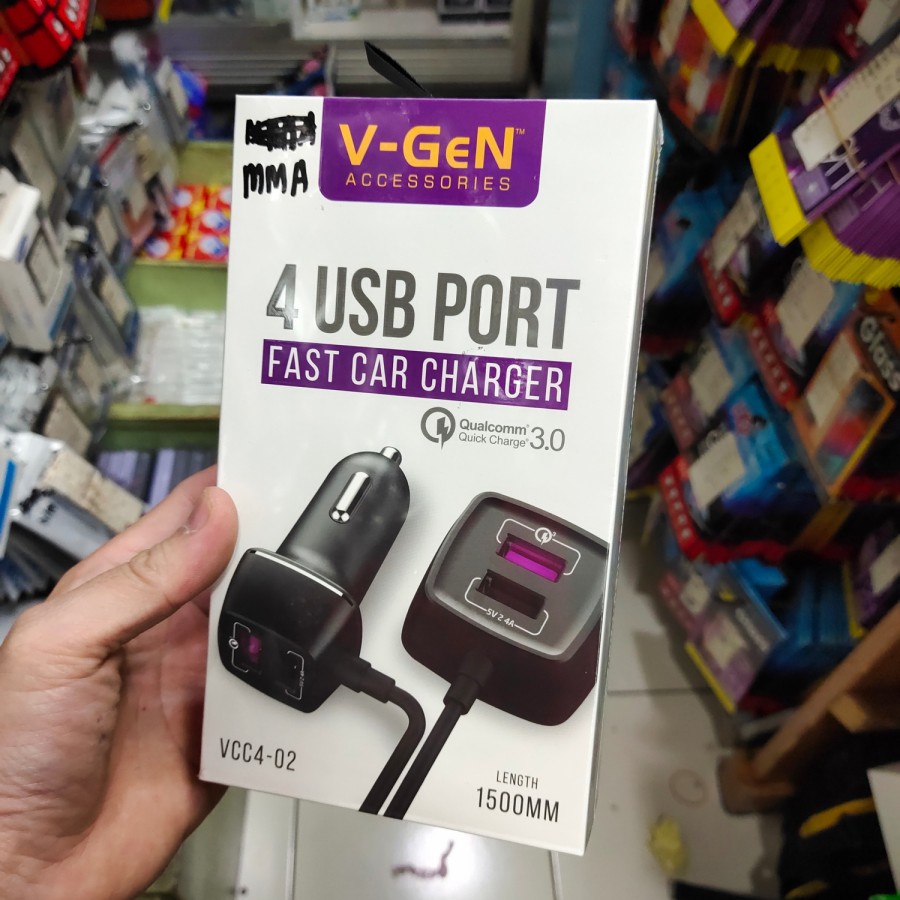 MMA
V-GeN™
ACCESSORIES
4 USB PORT
FAST CAR CHARGER
Qualcomm®
Quick Charge® 3.0
5V 2.4A
VCC4-02
LENGTH
1500MM
Glass